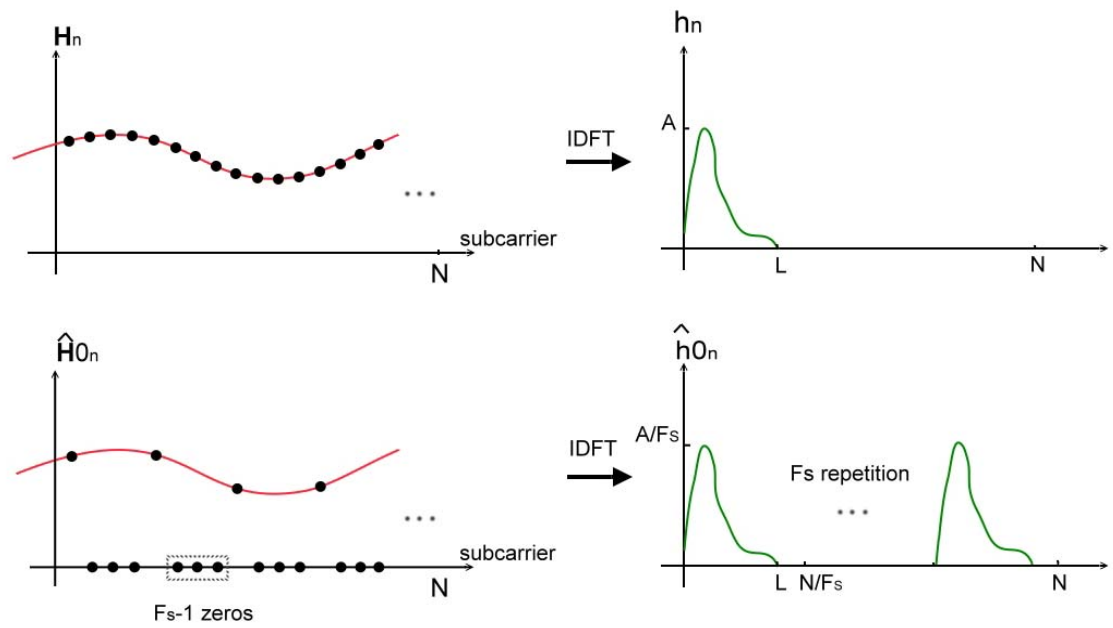 Hn
subcarrier
N
IDFT
hn
A
L
N
Ĥ0n
subcarrier
N
Fs-1 zeros
IDFT
ĥ0n
A/Fs
Fs repetition
L
N/Fs
N